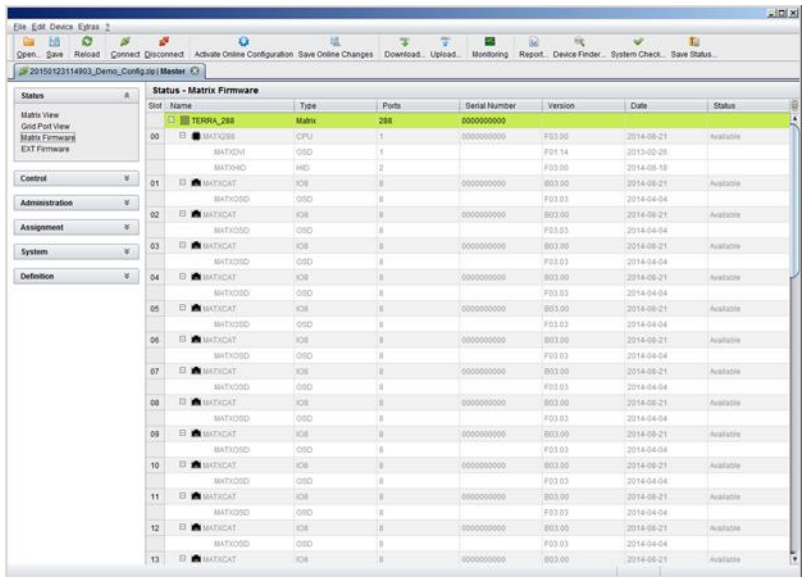 File Edit Device Extras ?
Open... Save Reload Connect Disconnect Activate Online Configuration Save Online Changes Download... Upload... Monitoring Report... Device Finder... System Check... Save Status...
20150123114903_Demo_Config.zip | Master
Status
Matrix View
Grid Port View
Matrix Firmware
EXT Firmware
Control
Administration
Assignment
System
Definition
Status - Matrix Firmware
Slot Name Type Ports Serial Number Version Date Status
TERRA_288 Matrix 288 0000000000
00 MATX288 CPU 1 0000000000 F03.00 2014-08-21 Available
MATXDVI OSD 1 F01.14 2013-02-26
MATXHID HID 2 F03.00 2014-06-18
01 MATXCAT IO8 8 0000000000 B03.00 2014-08-21 Available
MATXOSD OSD 8 F03.03 2014-04-04
02 MATXCAT IO8 8 0000000000 B03.00 2014-08-21 Available
MATXOSD OSD 8 F03.03 2014-04-04
03 MATXCAT IO8 8 0000000000 B03.00 2014-08-21 Available
MATXOSD OSD 8 F03.03 2014-04-04
04 MATXCAT IO8 8 0000000000 B03.00 2014-08-21 Available
MATXOSD OSD 8 F03.03 2014-04-04
05 MATXCAT IO8 8 0000000000 B03.00 2014-08-21 Available
MATXOSD OSD 8 F03.03 2014-04-04
06 MATXCAT IO8 8 0000000000 B03.00 2014-08-21 Available
MATXOSD OSD 8 F03.03 2014-04-04
07 MATXCAT IO8 8 0000000000 B03.00 2014-08-21 Available
MATXOSD OSD 8 F03.03 2014-04-04
08 MATXCAT IO8 8 0000000000 B03.00 2014-08-21 Available
MATXOSD OSD 8 F03.03 2014-04-04
09 MATXCAT IO8 8 0000000000 B03.00 2014-08-21 Available
MATXOSD OSD 8 F03.03 2014-04-04
10 MATXCAT IO8 8 0000000000 B03.00 2014-08-21 Available
MATXOSD OSD 8 F03.03 2014-04-04
11 MATXCAT IO8 8 0000000000 B03.00 2014-08-21 Available
MATXOSD OSD 8 F03.03 2014-04-04
12 MATXCAT IO8 8 0000000000 B03.00 2014-08-21 Available
MATXOSD OSD 8 F03.03 2014-04-04
13 MATXCAT IO8 8 0000000000 B03.00 2014-08-21 Available